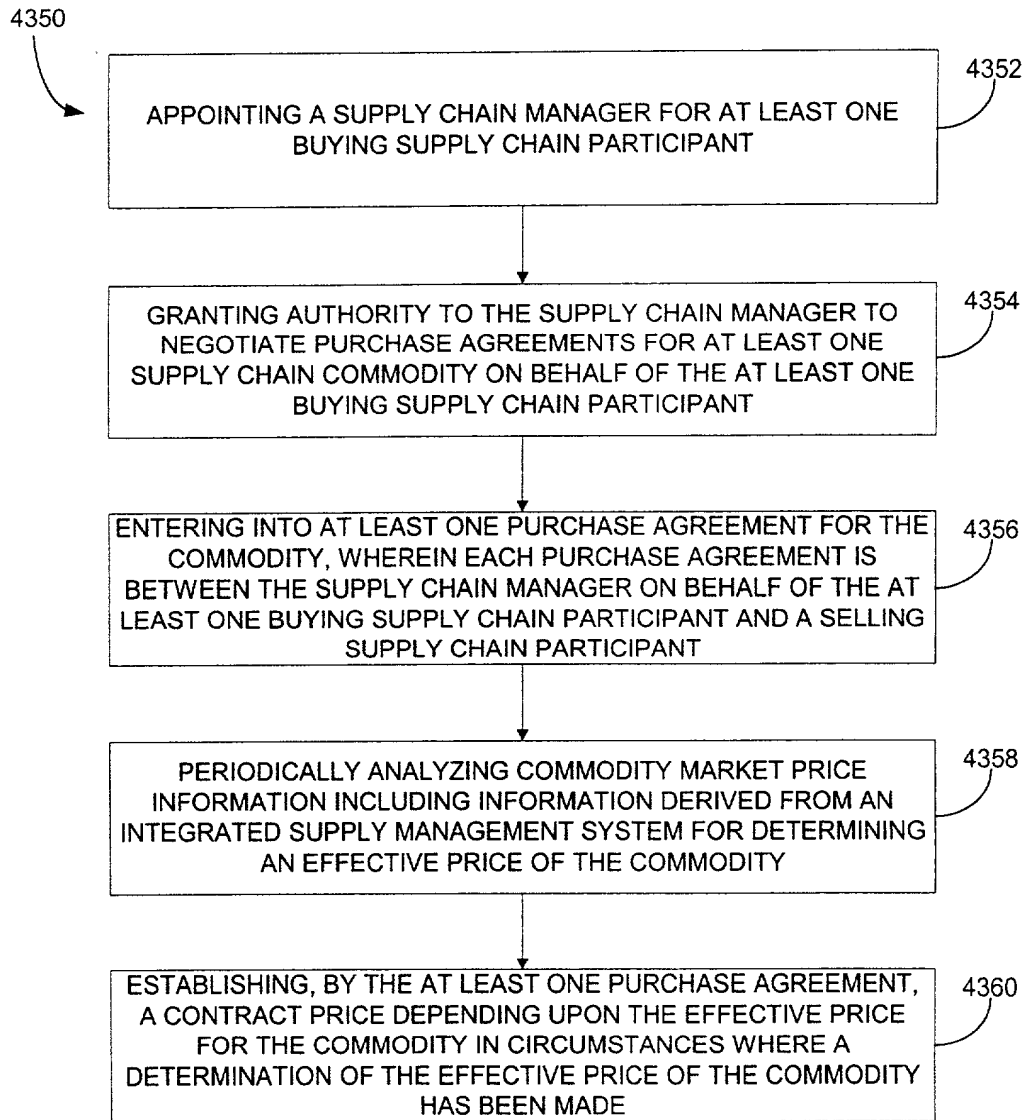 4350
4352
APPOINTING A SUPPLY CHAIN MANAGER FOR AT LEAST ONE
BUYING SUPPLY CHAIN PARTICIPANT
4354
GRANTING AUTHORITY TO THE SUPPLY CHAIN MANAGER TO
NEGOTIATE PURCHASE AGREEMENTS FOR AT LEAST ONE
SUPPLY CHAIN COMMODITY ON BEHALF OF THE AT LEAST ONE
BUYING SUPPLY CHAIN PARTICIPANT
4356
ENTERING INTO AT LEAST ONE PURCHASE AGREEMENT FOR THE
COMMODITY, WHEREIN EACH PURCHASE AGREEMENT IS
BETWEEN THE SUPPLY CHAIN MANAGER ON BEHALF OF THE AT
LEAST ONE BUYING SUPPLY CHAIN PARTICIPANT AND A SELLING
SUPPLY CHAIN PARTICIPANT
4358
PERIODICALLY ANALYZING COMMODITY MARKET PRICE
INFORMATION INCLUDING INFORMATION DERIVED FROM AN
INTEGRATED SUPPLY MANAGEMENT SYSTEM FOR DETERMINING
AN EFFECTIVE PRICE OF THE COMMODITY
4360
ESTABLISHING, BY THE AT LEAST ONE PURCHASE AGREEMENT,
A CONTRACT PRICE DEPENDING UPON THE EFFECTIVE PRICE
FOR THE COMMODITY IN CIRCUMSTANCES WHERE A
DETERMINATION OF THE EFFECTIVE PRICE OF THE COMMODITY
HAS BEEN MADE